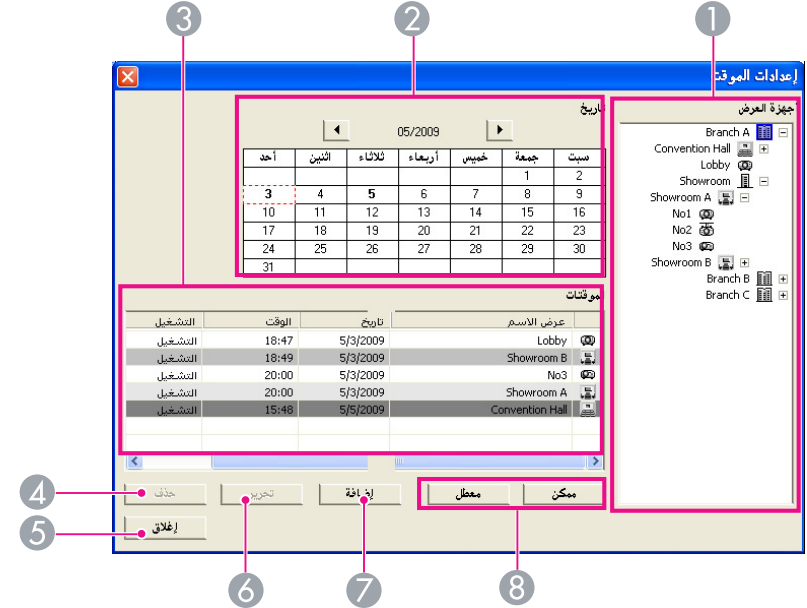 3 2 1
إعدادات الموقت
تاريخ
05/2009
أحد اثنين ثلاثاء أربعاء خميس جمعة سبت
1 2
3 4 5 6 7 8 9
10 11 12 13 14 15 16
17 18 19 20 21 22 23
24 25 26 27 28 29 30
31
أجهزة العرض
Branch A
Convention Hall
Lobby
Showroom
Showroom A
No1
No2
No3
Showroom B
Branch B
Branch C
الموقتات
عرض الاسم تاريخ الوقت التشغيل
Lobby 5/3/2009 18:47 التشغيل
Showroom B 5/3/2009 18:49 التشغيل
No3 5/3/2009 20:00 التشغيل
Showroom A 5/3/2009 20:00 التشغيل
Convention Hall 5/5/2009 15:48 التشغيل
ممكن معطل إضافة تحرير حذف
4
إغلاق
5
6 7 8